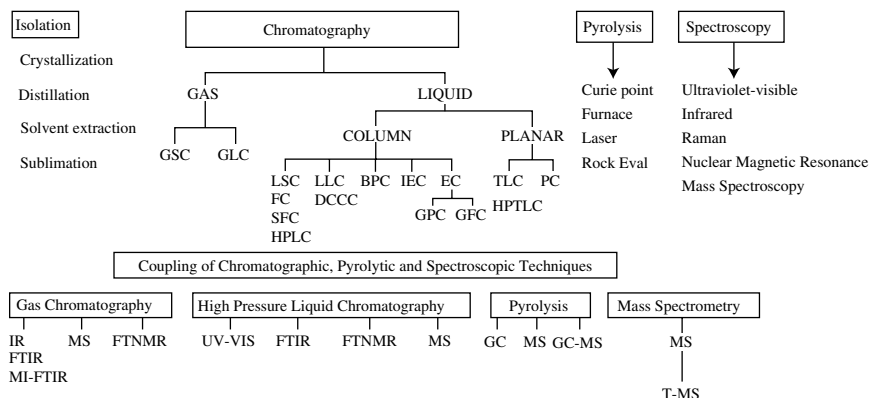 Isolation
Crystallization
Distillation
Solvent extraction
Sublimation
Chromatography
GAS
LIQUID
GSC GLC
COLUMN
PLANAR
LSC LLC BPC IEC EC
FC DCCC
SFC
HPLC
GPC GFC
TLC PC
HPTLC
Pyrolysis
Curie point
Furnace
Laser
Rock Eval
Spectroscopy
Ultraviolet-visible
Infrared
Raman
Nuclear Magnetic Resonance
Mass Spectroscopy
Coupling of Chromatographic, Pyrolytic and Spectroscopic Techniques
Gas Chromatography
IR MS FTNMR
FTIR
MI-FTIR
High Pressure Liquid Chromatography
UV-VIS FTIR FTNMR MS
Pyrolysis
GC MS GC-MS
Mass Spectrometry
MS
T-MS